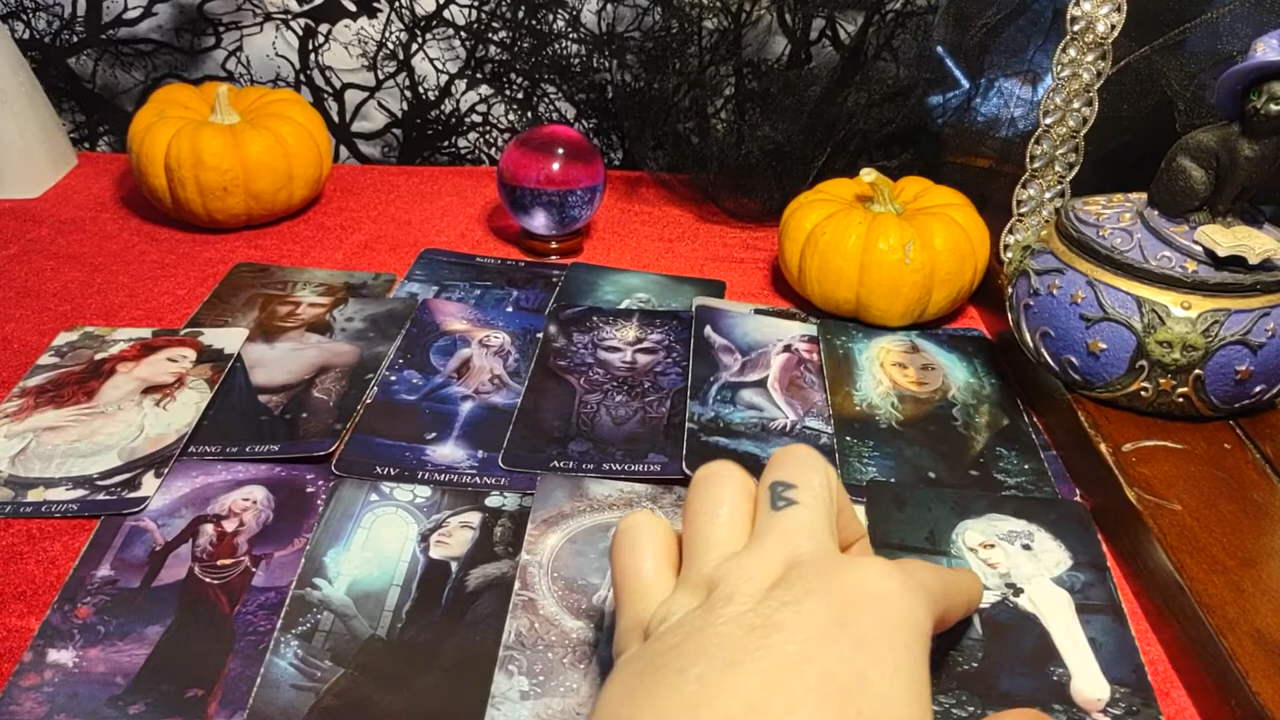 KING OF CUPS
XIV · TEMPERANCE
ACE OF SWORDS
CE OF CUPS
B